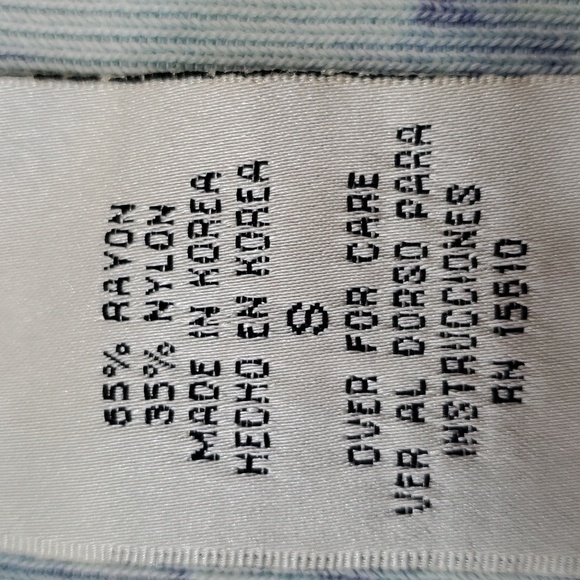 65% RAYON
35% NYLON
MADE IN KOREA
HECHO EN KOREA
S
OVER FOR CARE
VER AL DORSO PARA
INSTRUCCIONES
RN 15810